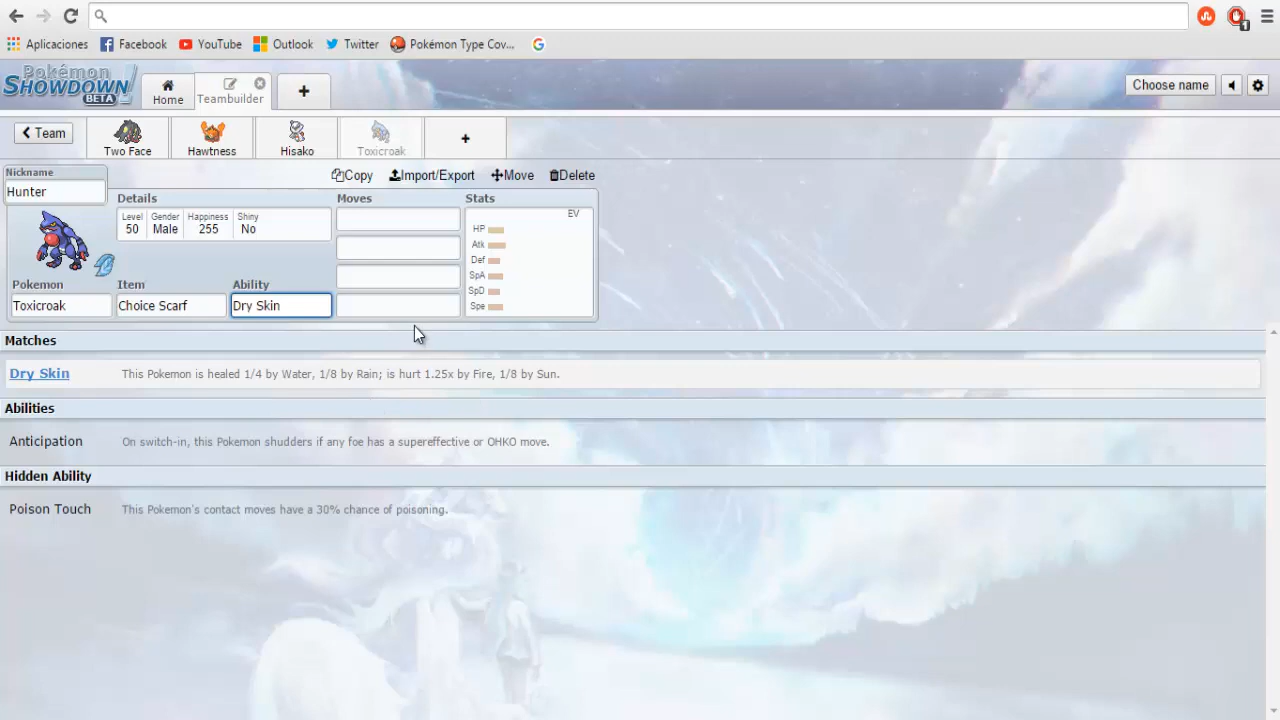 Aplicaciones Facebook YouTube Outlook Twitter Pokémon Type Cov...
Pokémon
SHOWDOWN!
BETA
Home
Teambuilder
+
Choose name
Team
Two Face
Hawtness
Hisako
Toxicroak
+
Nickname
Hunter
Copy Import/Export Move Delete
Details Moves Stats
Level Gender Happiness Shiny
50 Male 255 No
EV
HP
Atk
Def
SpA
SpD
Spe
Pokemon Item Ability
Toxicroak Choice Scarf Dry Skin
Matches
Dry Skin This Pokemon is healed 1/4 by Water, 1/8 by Rain; is hurt 1.25x by Fire, 1/8 by Sun.
Abilities
Anticipation On switch-in, this Pokemon shudders if any foe has a supereffective or OHKO move.
Hidden Ability
Poison Touch This Pokemon's contact moves have a 30% chance of poisoning.